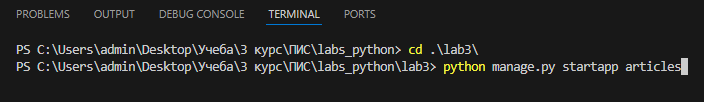 PROBLEMS OUTPUT DEBUG CONSOLE TERMINAL PORTS
PS C:\Users\admin\Desktop\Учеба\3 курс\ПИС\labs_python> cd .\lab3\
PS C:\Users\admin\Desktop\Учеба\3 курс\ПИС\labs_python\lab3> python manage.py startapp articles